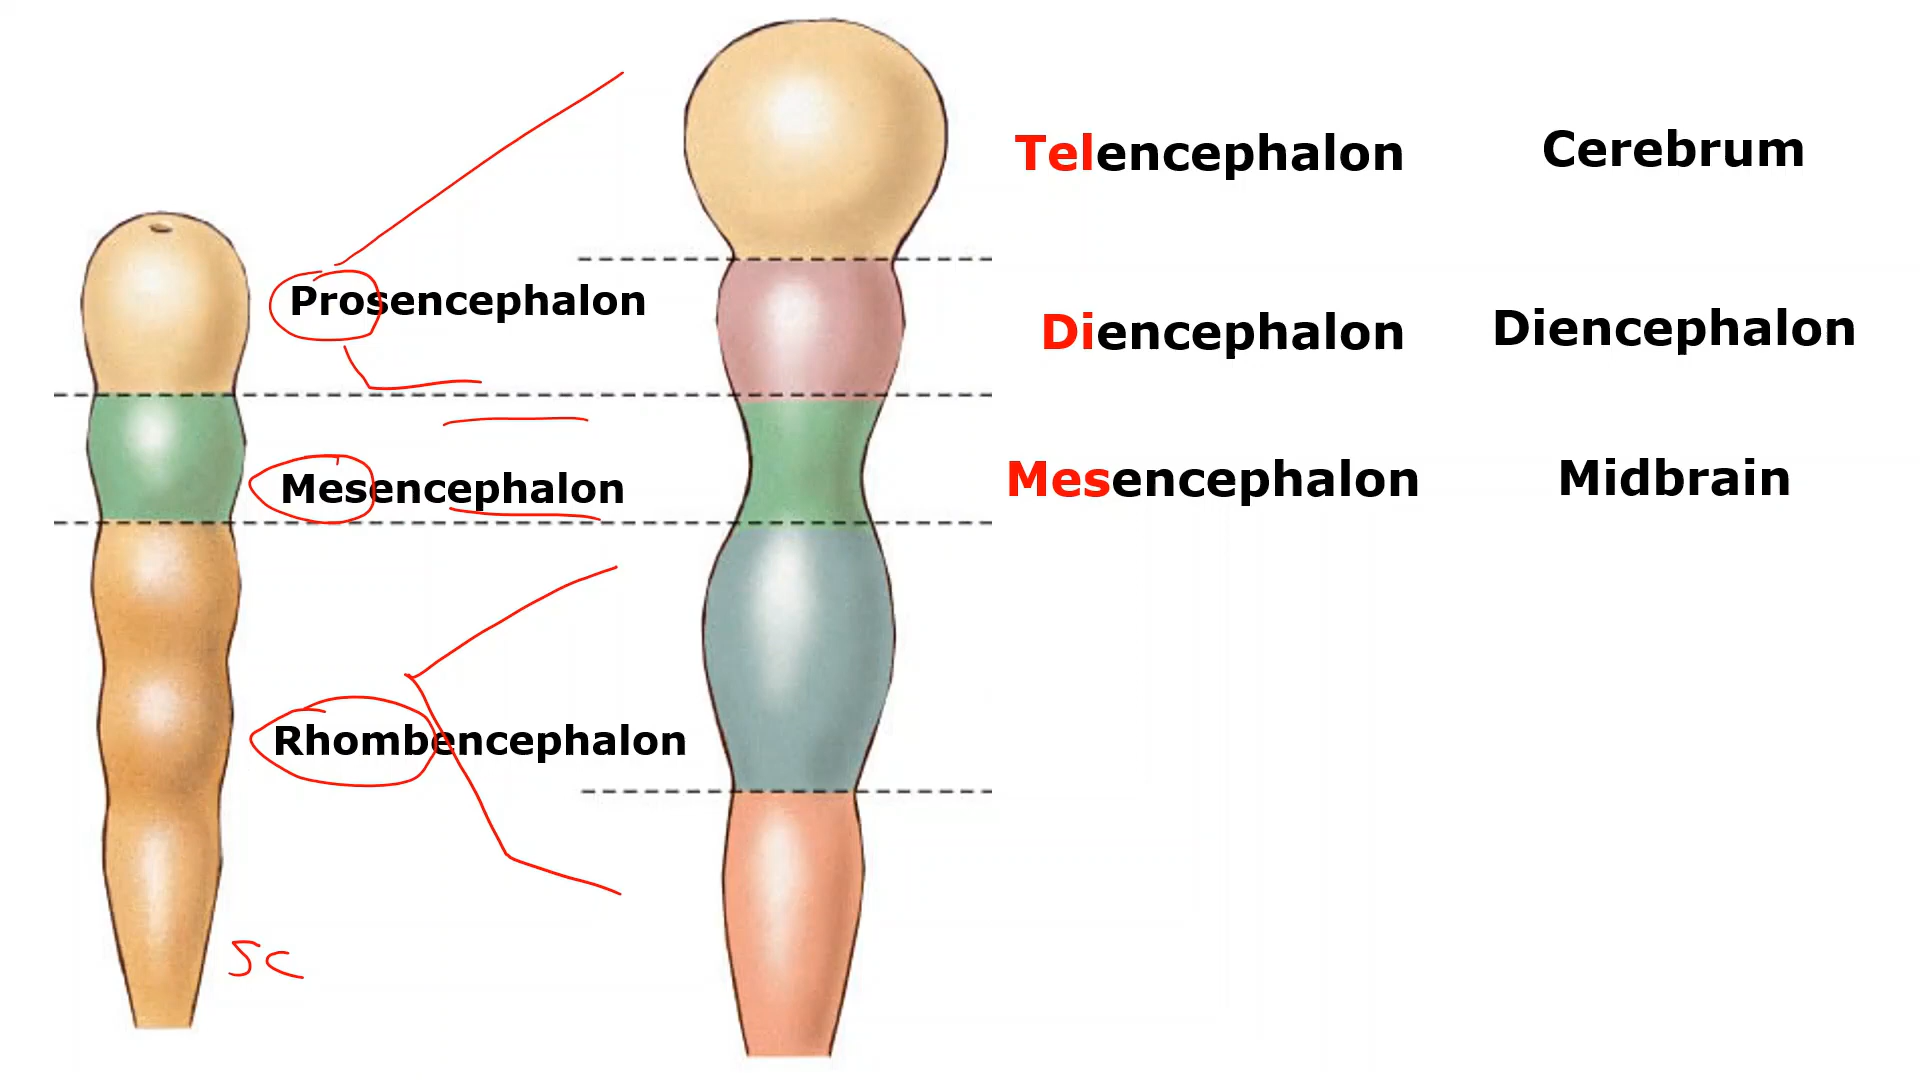 Telencephalon Cerebrum
Prosencephalon
Diencephalon Diencephalon
Mesencephalon
Mesencephalon Midbrain
Rhombencephalon
SC